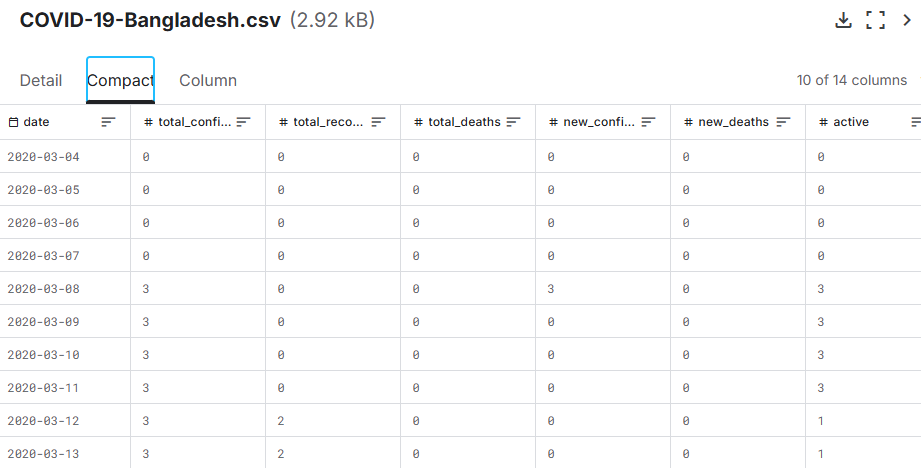 COVID-19-Bangladesh.csv (2.92 kB)
Detail Compact Column 10 of 14 columns
date # total_confi... # total_reco... # total_deaths # new_confi... # new_deaths # active
2020-03-04 0 0 0 0 0 0
2020-03-05 0 0 0 0 0 0
2020-03-06 0 0 0 0 0 0
2020-03-07 0 0 0 0 0 0
2020-03-08 3 0 0 3 0 3
2020-03-09 3 0 0 0 0 3
2020-03-10 3 0 0 0 0 3
2020-03-11 3 0 0 0 0 3
2020-03-12 3 2 0 0 0 1
2020-03-13 3 2 0 0 0 1